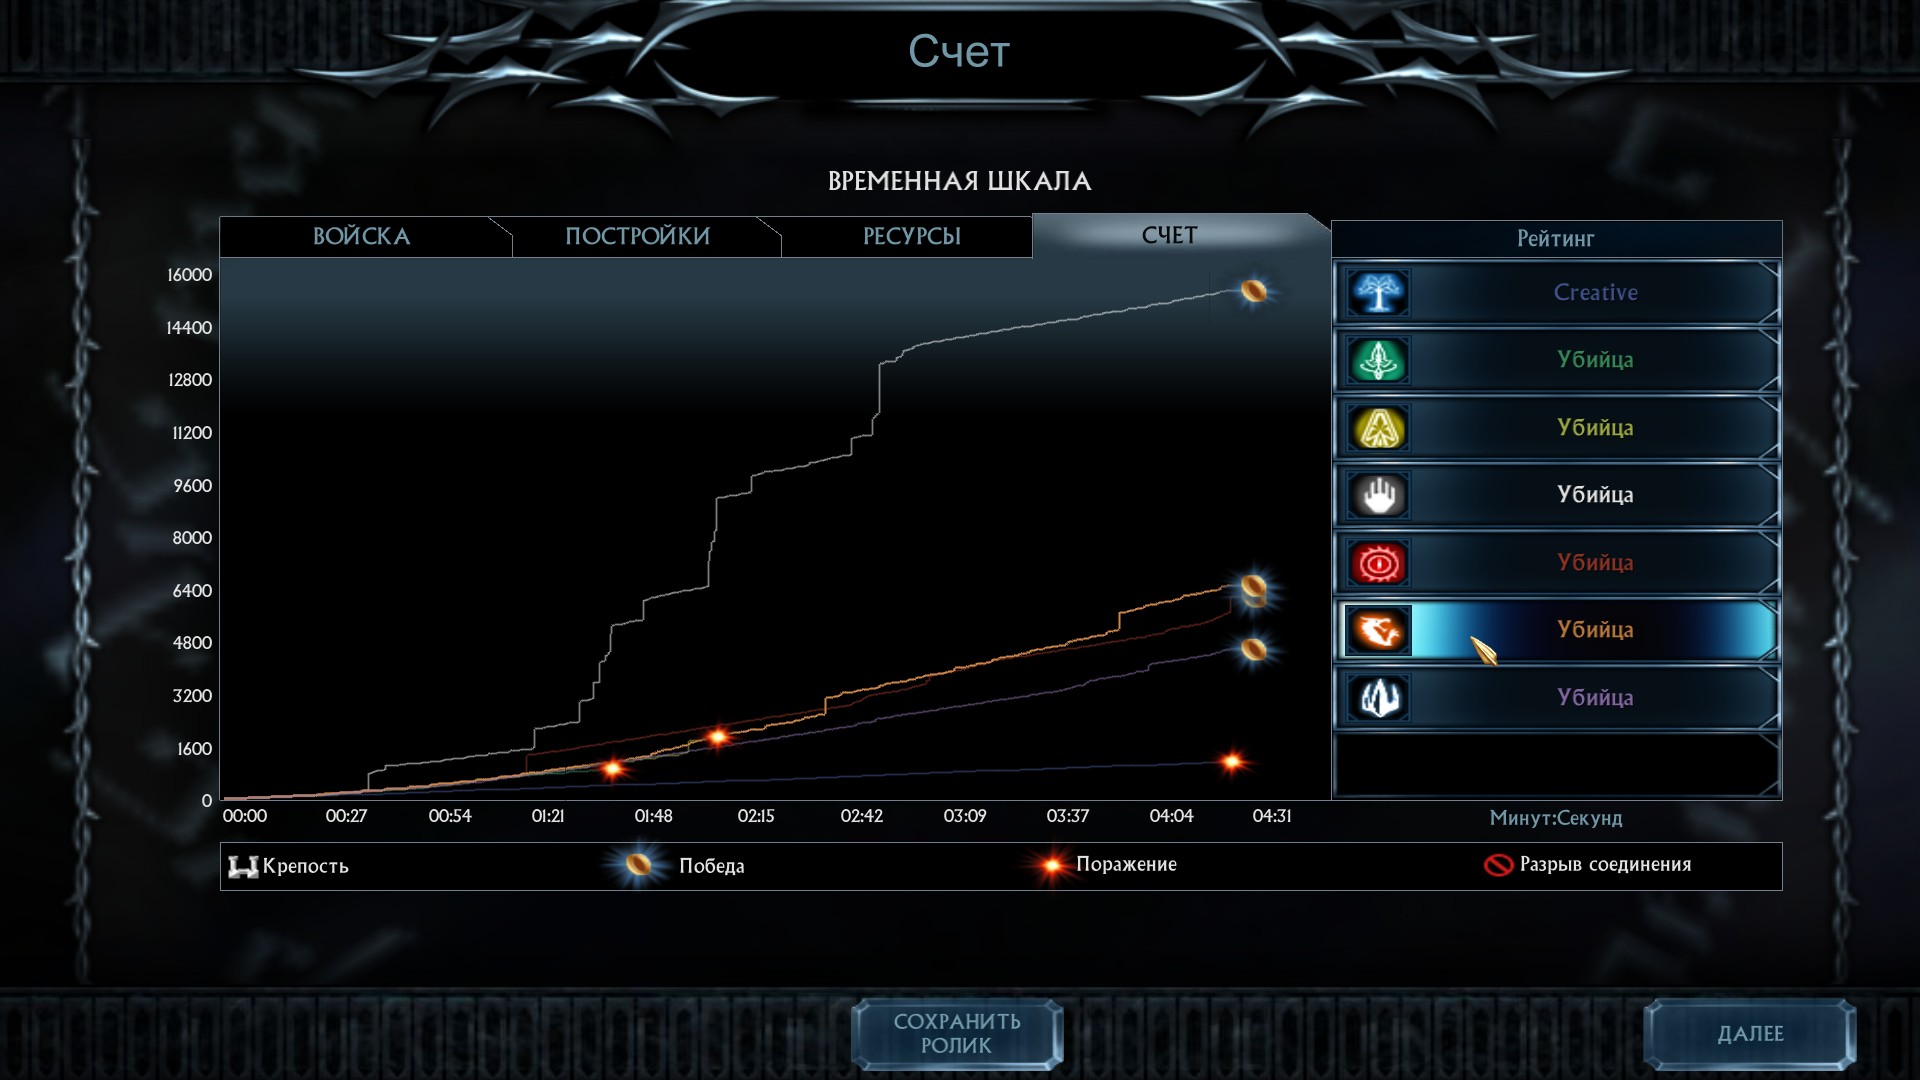 Счет
ВРЕМЕННАЯ ШКАЛА
ВОЙСКА
ПОСТРОЙКИ
РЕСУРСЫ
СЧЕТ
Рейтинг
16000
14400
12800
11200
9600
8000
6400
4800
3200
1600
0
Creative
Убийца
Убийца
Убийца
Убийца
Убийца
Убийца
00:00 00:27 00:54 01:21 01:48 02:15 02:42 03:09 03:37 04:04 04:31
Минут:Секунд
Крепость
Победа
Поражение
Разрыв соединения
СОХРАНИТЬ
РОЛИК
ДАЛЕЕ